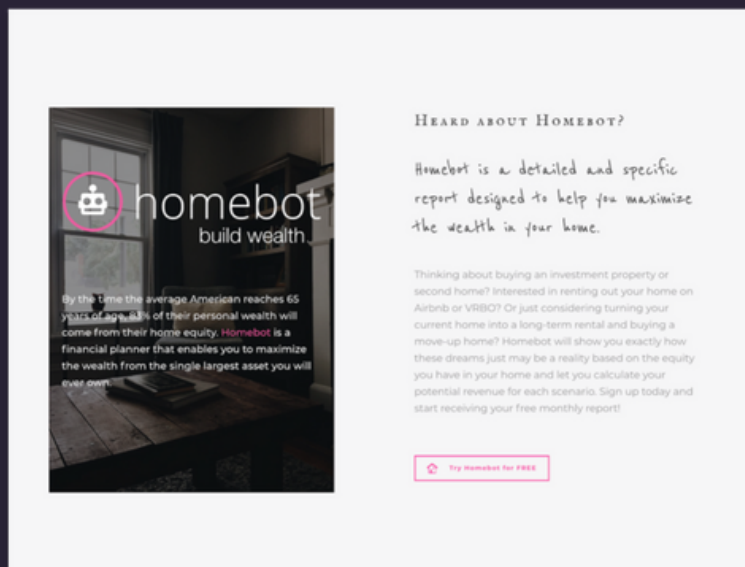 homebot
build wealth.
By the time the average American reaches 65
years of age, of their personal wealth will
come from their home equity. Homebot is a
financial planner that enables you to maximize
the wealth from the single largest asset you will
ever own.
Heard about Homebot?
Homebot is a detailed and specific
report designed to help you maximize
the wealth in your home.
Thinking about buying an investment property or
second home? Interested in renting out your home on
Airbnb or VRBO? Or just considering turning your
current home into a long-term rental and buying a
move-up home? Homebot will show you exactly how
these dreams just may be a reality based on the equity
you have in your home and let you calculate your
potential revenue for each scenario. Sign up today and
start receiving your free monthly report!
Try Homebot for FREE